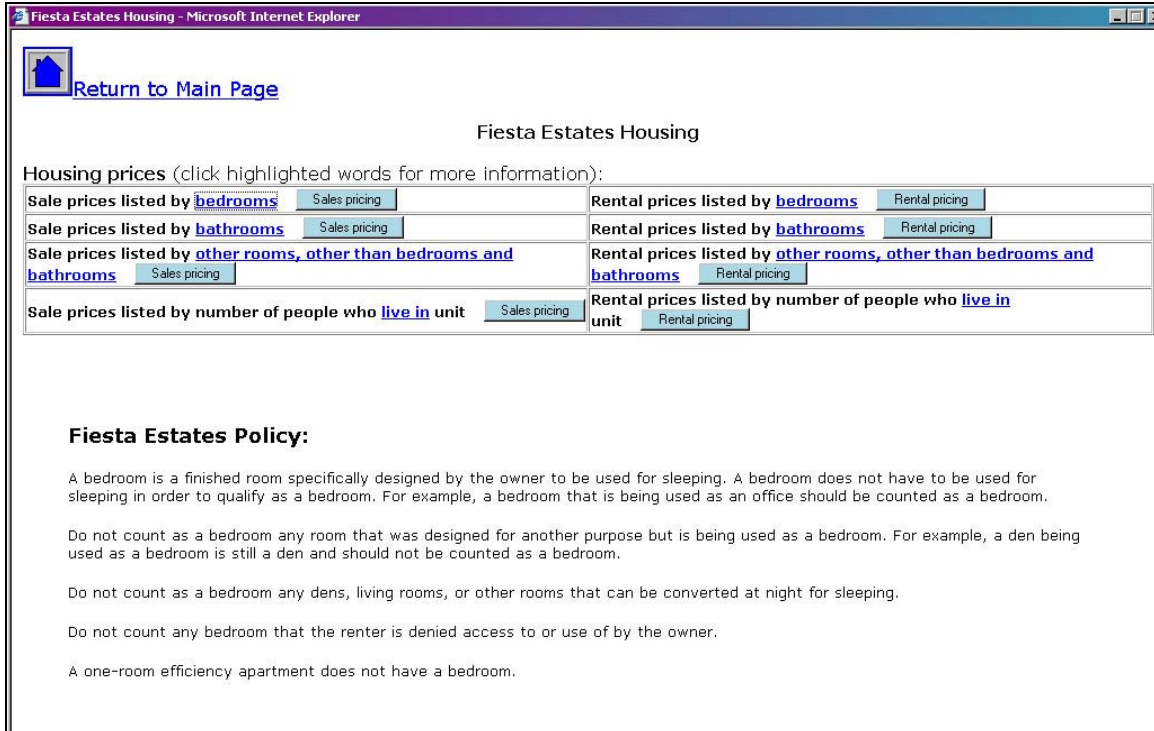 Fiesta Estates Housing - Microsoft Internet Explorer
Return to Main Page
Fiesta Estates Housing
Housing prices (click highlighted words for more information):
Sale prices listed by bedrooms Sales pricing
Rental prices listed by bedrooms Rental pricing
Sale prices listed by bathrooms Sales pricing
Rental prices listed by bathrooms Rental pricing
Sale prices listed by other rooms, other than bedrooms and
bathrooms Sales pricing
Rental prices listed by other rooms, other than bedrooms and
bathrooms Rental pricing
Sale prices listed by number of people who live in unit Sales pricing
Rental prices listed by number of people who live in
unit Rental pricing
Fiesta Estates Policy:
A bedroom is a finished room specifically designed by the owner to be used for sleeping. A bedroom does not have to be used for
sleeping in order to qualify as a bedroom. For example, a bedroom that is being used as an office should be counted as a bedroom.
Do not count as a bedroom any room that was designed for another purpose but is being used as a bedroom. For example, a den being
used as a bedroom is still a den and should not be counted as a bedroom.
Do not count as a bedroom any dens, living rooms, or other rooms that can be converted at night for sleeping.
Do not count any bedroom that the renter is denied access to or use of by the owner.
A one-room efficiency apartment does not have a bedroom.